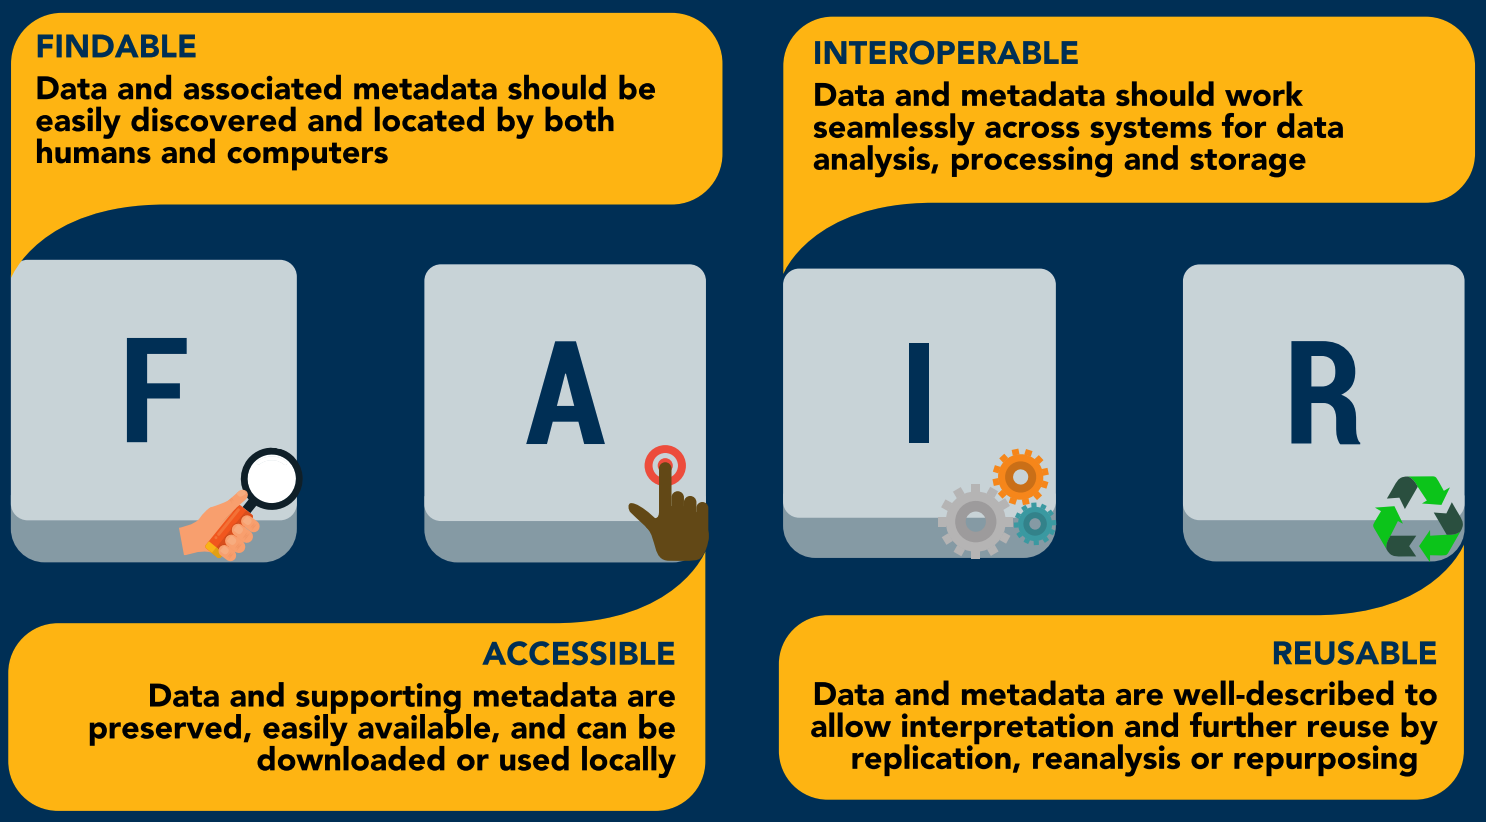 FINDABLE
Data and associated metadata should be
easily discovered and located by both
humans and computers
INTEROPERABLE
Data and metadata should work
seamlessly across systems for data
analysis, processing and storage
F
A
I
R
ACCESSIBLE
Data and supporting metadata are
preserved, easily available, and can be
downloaded or used locally
REUSABLE
Data and metadata are well-described to
allow interpretation and further reuse by
replication, reanalysis or repurposing